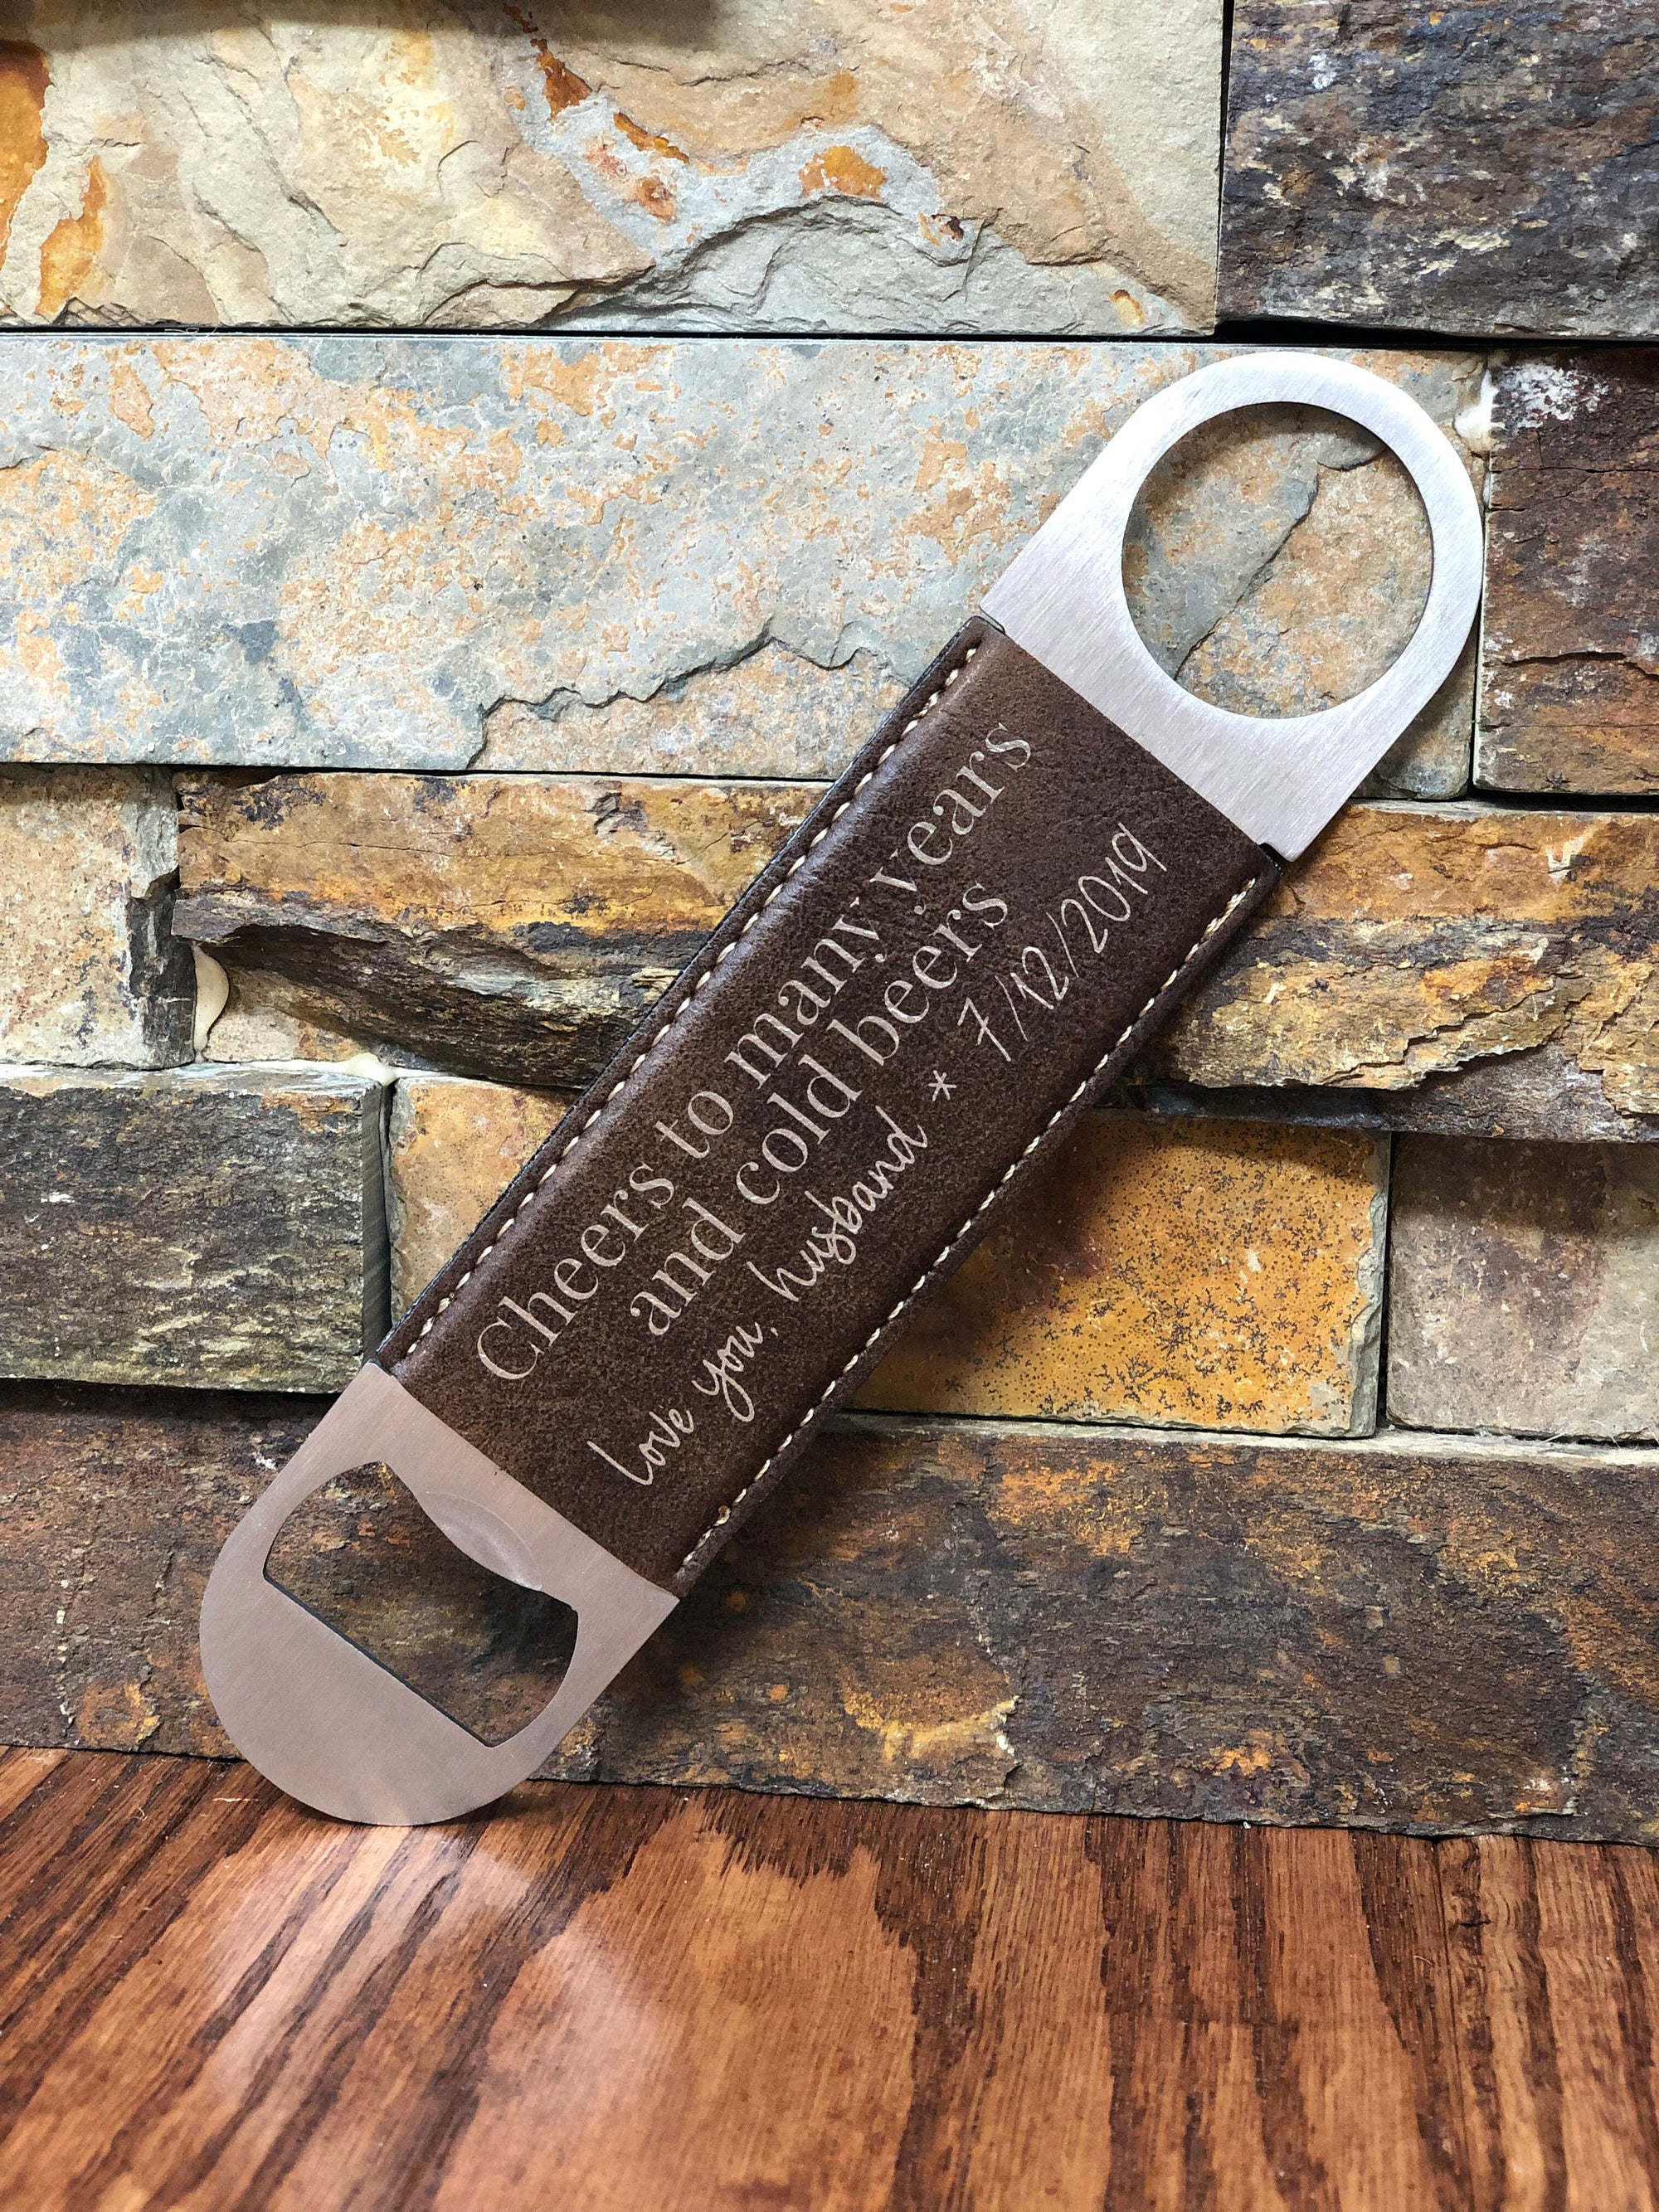 Cheers to many years
and cold beers
Love you, husband * 7/12/2019